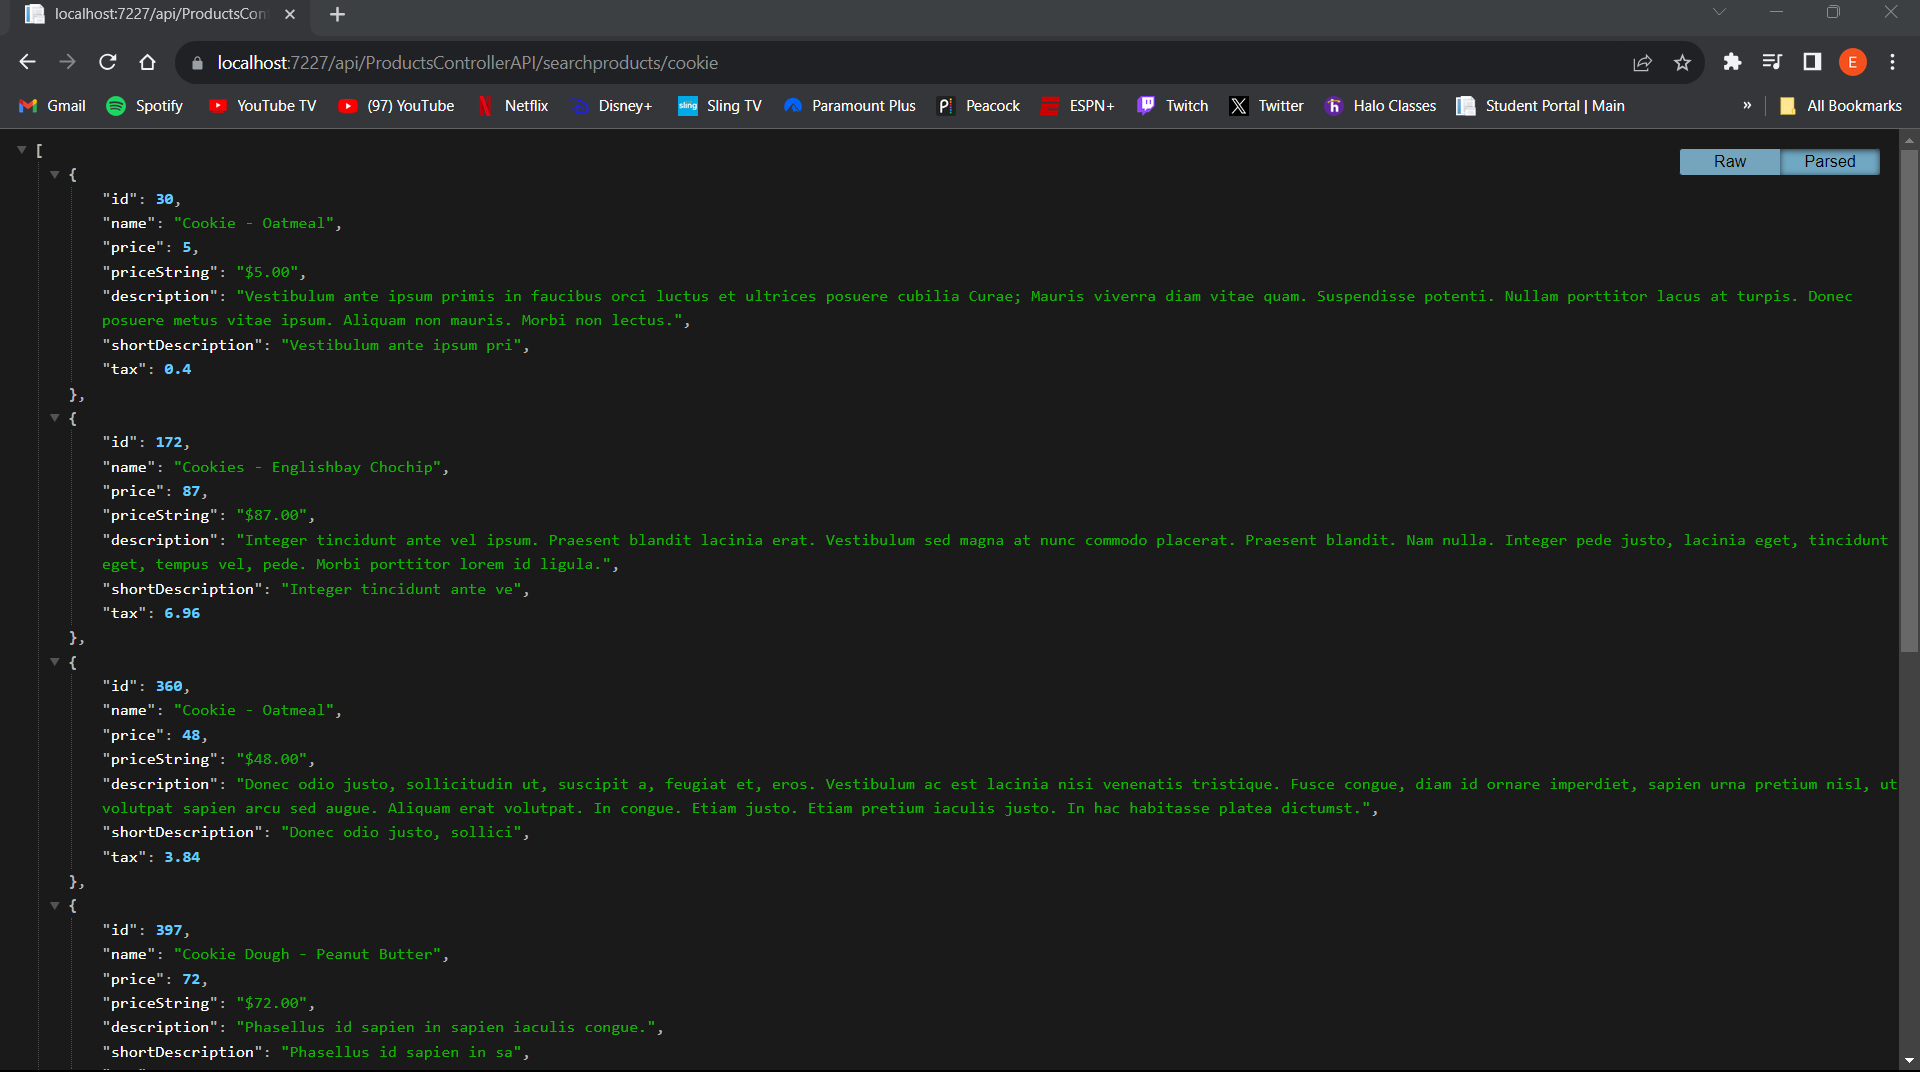 localhost:7227/api/ProductsCon
localhost:7227/api/ProductsControllerAPI/searchproducts/cookie
E
Gmail Spotify YouTube TV (97) YouTube Netflix Disney+ sling Sling TV Paramount Plus Peacock ESPN+ Twitch Twitter Halo Classes Student Portal | Main » All Bookmarks
Raw Parsed
[
{
"id": 30,
"name": "Cookie - Oatmeal",
"price": 5,
"priceString": "$5.00",
"description": "Vestibulum ante ipsum primis in faucibus orci luctus et ultrices posuere cubilia Curae; Mauris viverra diam vitae quam. Suspendisse potenti. Nullam porttitor lacus at turpis. Donec
posuere metus vitae ipsum. Aliquam non mauris. Morbi non lectus.",
"shortDescription": "Vestibulum ante ipsum pri",
"tax": 0.4
},
{
"id": 172,
"name": "Cookies - Englishbay Chochip",
"price": 87,
"priceString": "$87.00",
"description": "Integer tincidunt ante vel ipsum. Praesent blandit lacinia erat. Vestibulum sed magna at nunc commodo placerat. Praesent blandit. Nam nulla. Integer pede justo, lacinia eget, tincidunt
eget, tempus vel, pede. Morbi porttitor lorem id ligula.",
"shortDescription": "Integer tincidunt ante ve",
"tax": 6.96
},
{
"id": 360,
"name": "Cookie - Oatmeal",
"price": 48,
"priceString": "$48.00",
"description": "Donec odio justo, sollicitudin ut, suscipit a, feugiat et, eros. Vestibulum ac est lacinia nisi venenatis tristique. Fusce congue, diam id ornare imperdiet, sapien urna pretium nisl, ut
volutpat sapien arcu sed augue. Aliquam erat volutpat. In congue. Etiam justo. Etiam pretium iaculis justo. In hac habitasse platea dictumst.",
"shortDescription": "Donec odio justo, sollici",
"tax": 3.84
},
{
"id": 397,
"name": "Cookie Dough - Peanut Butter",
"price": 72,
"priceString": "$72.00",
"description": "Phasellus id sapien in sapien iaculis congue.",
"shortDescription": "Phasellus id sapien in sa",